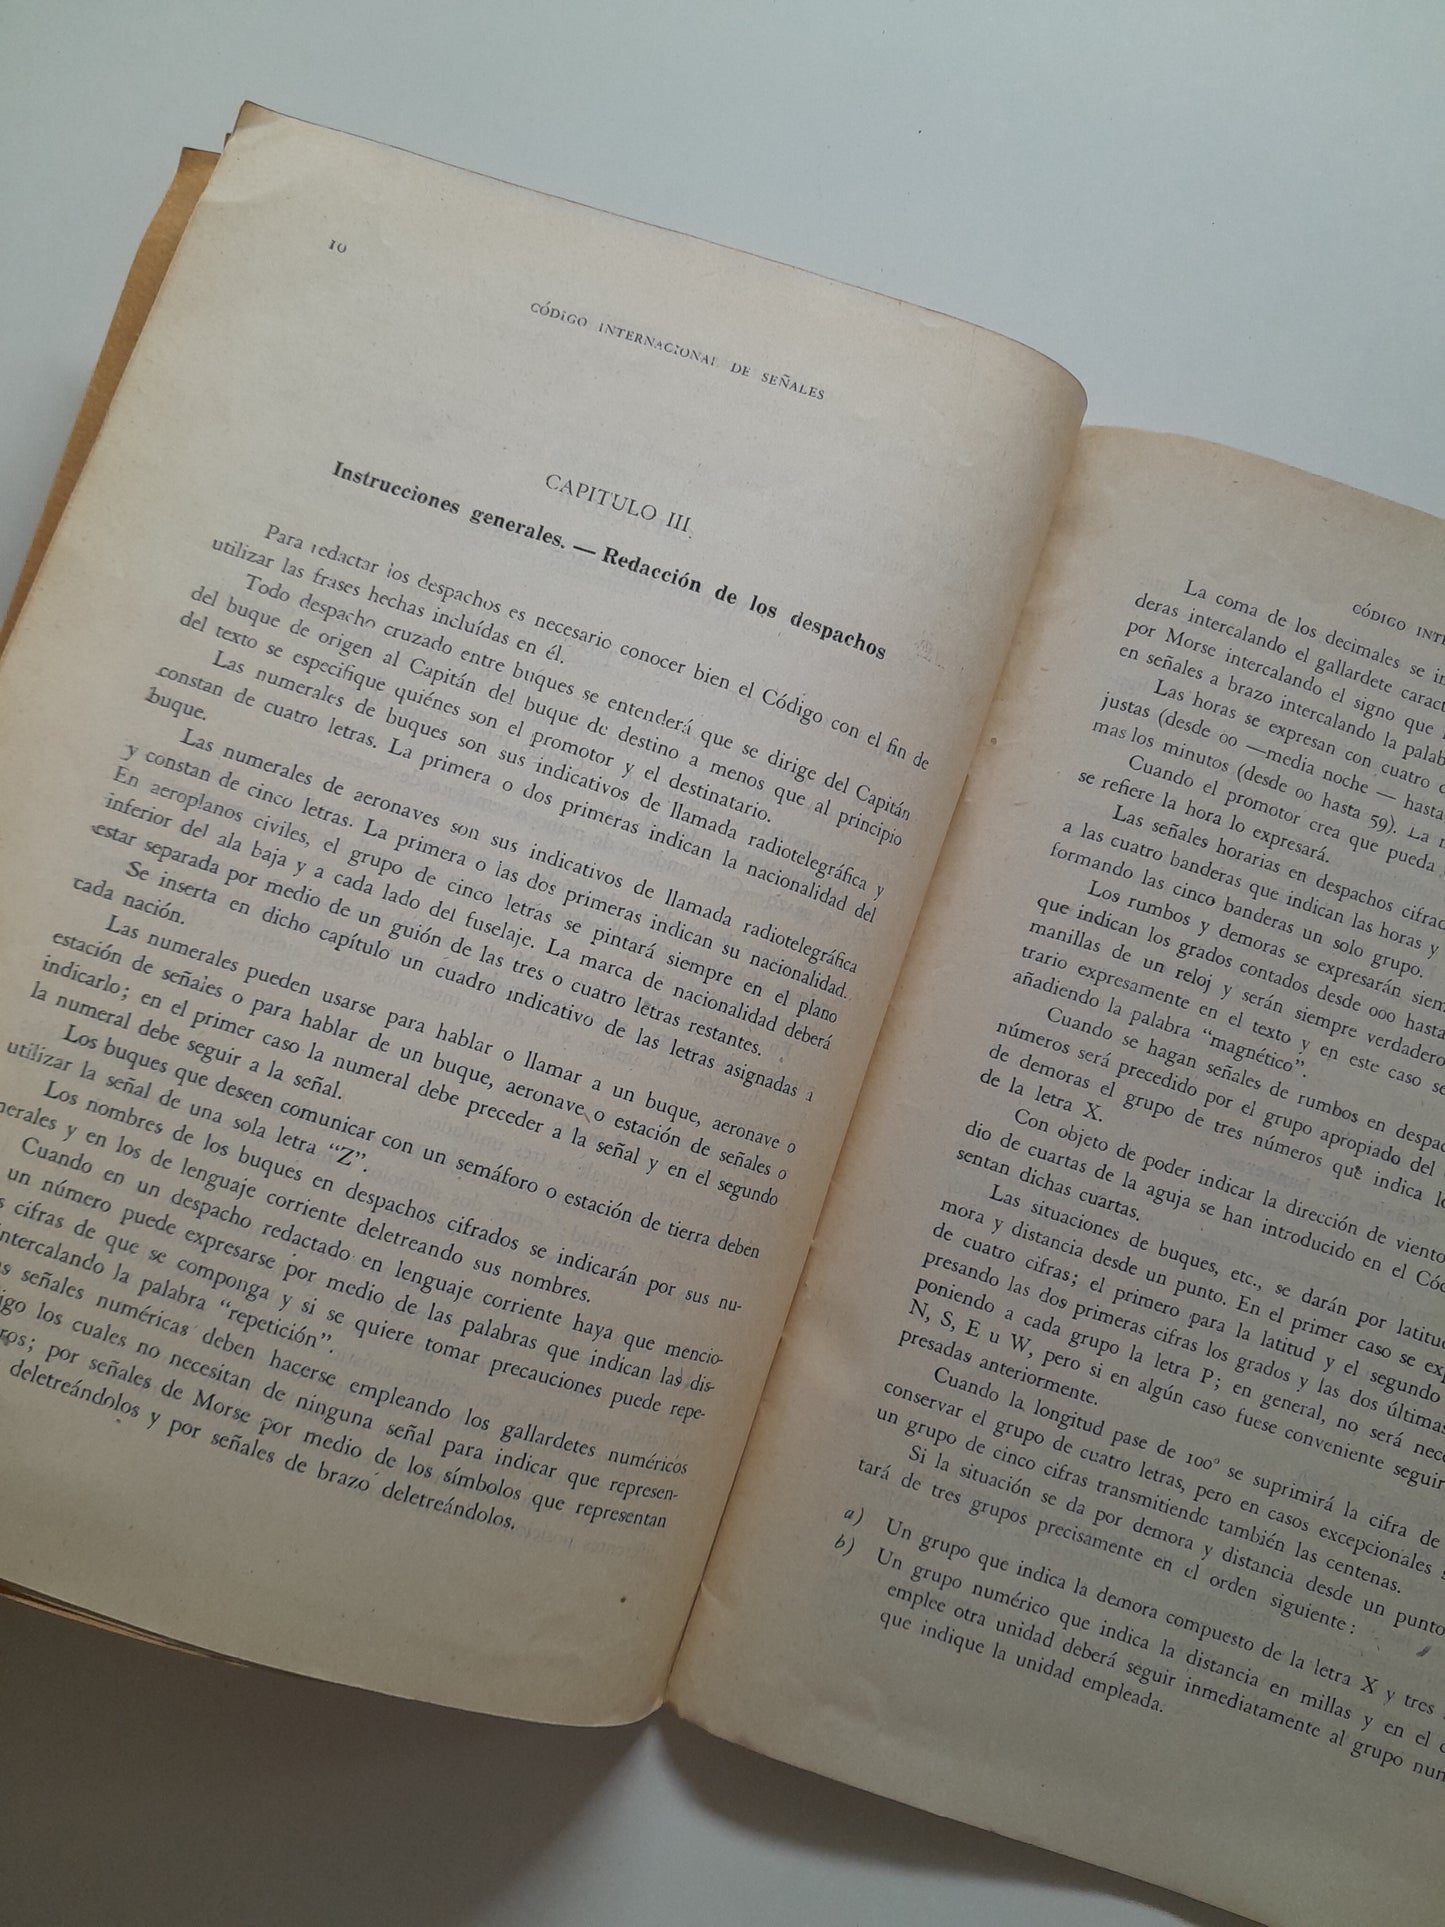 10
CÓDIGO INTERNACIONAL DE SEÑALES
CAPITULO III
Instrucciones generales. — Redacción de los despachos
Para redactar los despachos es necesario conocer bien el Código con el fin de
utilizar las frases hechas incluídas en él.
Todo despacho cruzado entre buques se entenderá que se dirige del Capitán
del buque de origen al Capitán del buque de destino a menos que al principio
del texto se especifique quiénes son el promotor y el destinatario.
Las numerales de buques son sus indicativos de llamada radiotelegráfica y
constan de cuatro letras. La primera o dos primeras indican la nacionalidad del
buque.
Las numerales de aeronaves son sus indicativos de llamada radiotelegráfica
y constan de cinco letras. La primera o las dos primeras indican su nacionalidad.
En aeroplanos civiles, el grupo de cinco letras se pintará siempre en el plano
inferior del ala baja y a cada lado del fuselaje. La marca de nacionalidad deberá
estar separada por medio de un guión de las tres o cuatro letras restantes.
Se inserta en dicho capítulo un cuadro indicativo de las letras asignadas a
cada nación.
Las numerales pueden usarse para hablar o llamar a un buque, aeronave o
estación de señales o para hablar de un buque, aeronave o estación de señales o
indicarlo; en el primer caso la numeral debe preceder a la señal y en el segundo
la numeral debe seguir a la señal.
Los buques que deseen comunicar con un semáforo o estación de tierra deben
utilizar la señal de una sola letra “Z”.
Los nombres de los buques en despachos cifrados se indicarán por sus nu-
merales y en los de lenguaje corriente deletreando sus nombres.
Cuando en un despacho redactado en lenguaje corriente haya que mencio-
un número puede expresarse por medio de las palabras que indican las dis-
cifras de que se componga y si se quiere tomar precauciones puede repe-
intercalando la palabra “repetición”.
señales numéricas deben hacerse empleando los gallardetes numéricos
los cuales no necesitan de ninguna señal para indicar que represen-
por señales de Morse por medio de los símbolos que representan
deletreándolos y por señales de brazo deletreándolos.
CÓDIGO
La coma de los decimales se
deras intercalando el gallardete
por Morse intercalando el signo que
en señales a brazo intercalando la
Las horas se expresan con cuatro
justas (desde 00 —media noche — hasta
mas los minutos (desde 00 hasta 59). La
Cuando el promotor crea que pueda
se refiere la hora lo expresará.
Las señales horarias en despachos
a las cuatro banderas que indican las horas y
formando las cinco banderas un solo grupo.
Los rumbos y demoras se expresarán
que indican los grados contados desde 000 hasta
manillas de un reloj y serán siempre
trario expresamente en el texto y en este caso se
añadiendo la palabra “magnético”.
Cuando se hagan señales de rumbos en
números será precedido por el grupo apropiado del
de demoras el grupo de tres números que indica
de la letra X.
Con objeto de poder indicar la dirección de
dio de cuartas de la aguja se han introducido en el
sentan dichas cuartas.
Las situaciones de buques, etc., se darán por
mora y distancia desde un punto. En el primer caso se
de cuatro cifras; el primero para la latitud y el segundo
presando las dos primeras cifras los grados y las dos últimas
poniendo a cada grupo la letra P; en general, no será
N, S, E u W, pero si en algún caso fuese conveniente seguir
presadas anteriormente.
Cuando la longitud pase de 100° se suprimirá la cifra de
conservar el grupo de cuatro letras, pero en casos excepcionales
un grupo de cinco cifras transmitiendo también las centenas.
Si la situación se da por demora y distancia desde un punto
tará de tres grupos precisamente en el orden siguiente:
a) Un grupo que indica la demora compuesto de la letra X y tres
b) Un grupo numérico que indica la distancia en millas y en el
emplee otra unidad deberá seguir inmediatamente al grupo
que indique la unidad empleada.